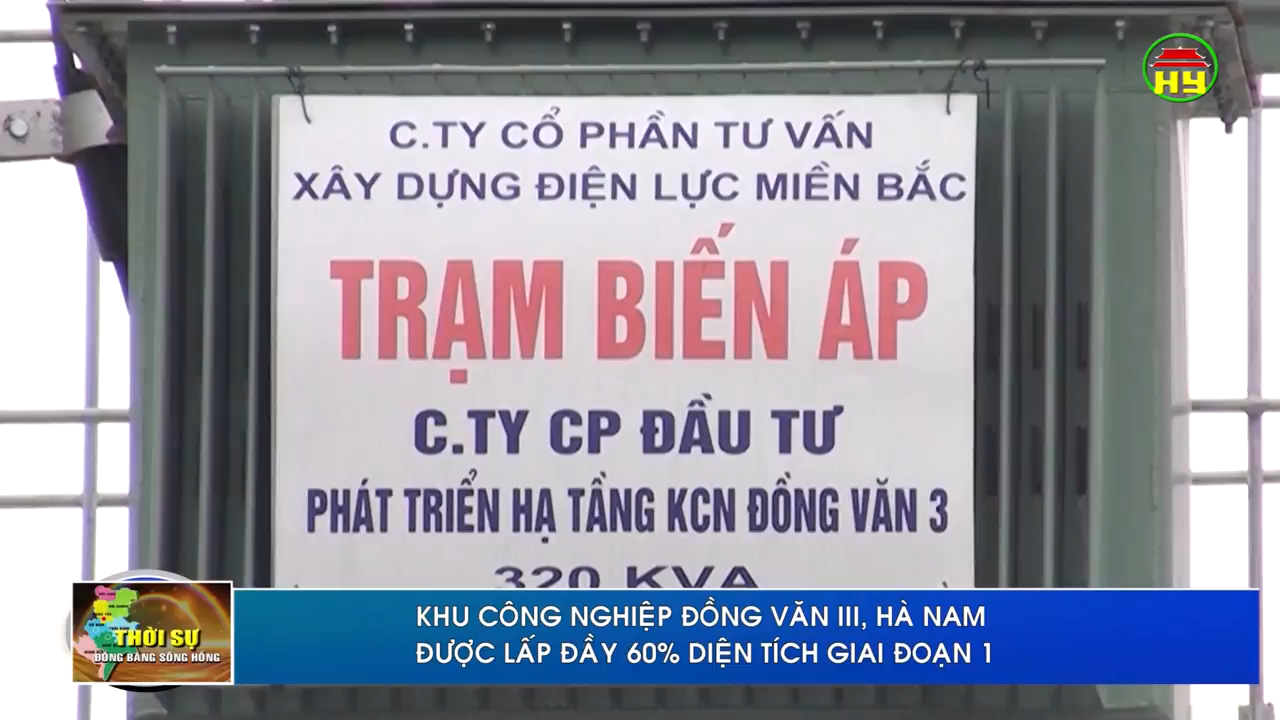 HY
C.TY CỔ PHẦN TƯ VẤN
XÂY DỰNG ĐIỆN LỰC MIỀN BẮC
TRẠM BIẾN ÁP
C.TY CP ĐẦU TƯ
PHÁT TRIỂN HẠ TẦNG KCN ĐỒNG VĂN 3
320 KVA
KHU CÔNG NGHIỆP ĐỒNG VĂN III, HÀ NAM
ĐƯỢC LẤP ĐẦY 60% DIỆN TÍCH GIAI ĐOẠN 1
THỜI SỰ
ĐỒNG BẰNG SÔNG HỒNG